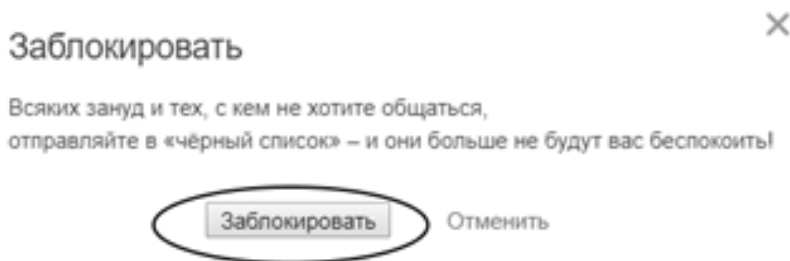 Заблокировать
Всяких зануд и тех, с кем не хотите общаться,
отправляйте в «чёрный список» – и они больше не будут вас беспокоить!
Заблокировать Отменить